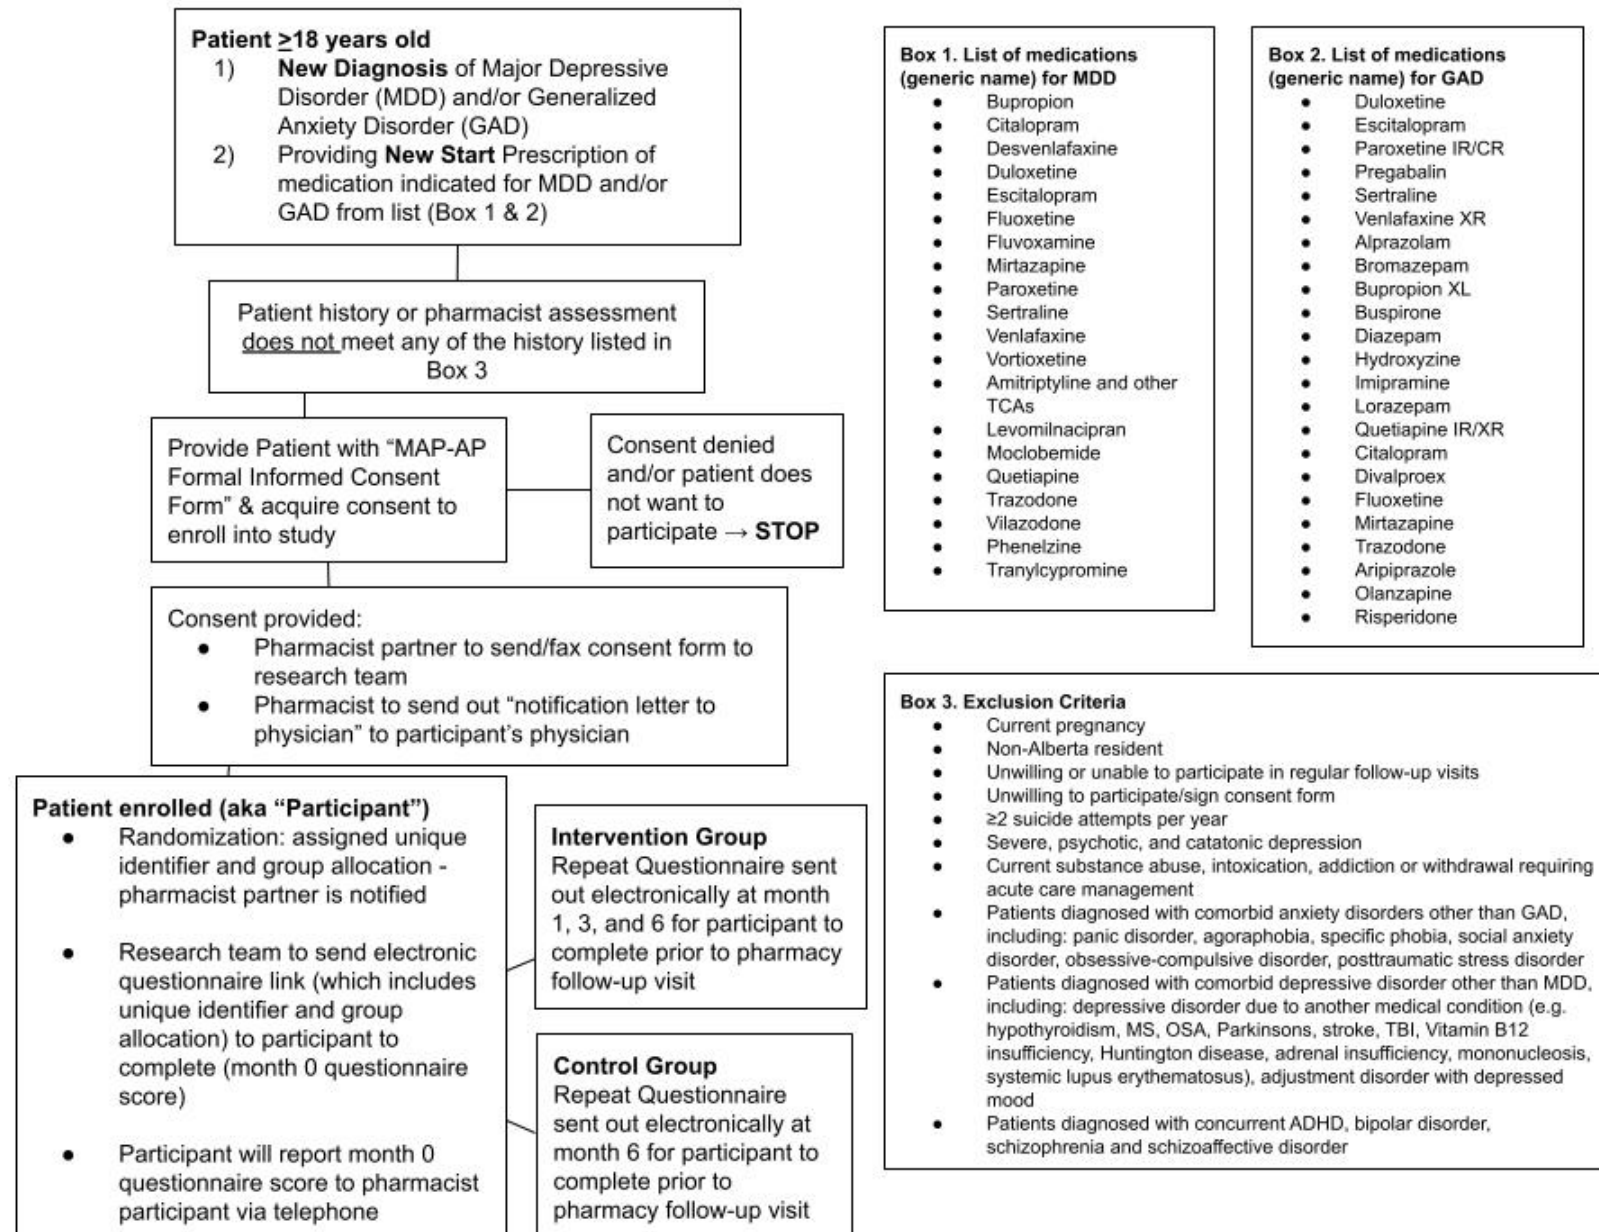 Patient ≥18 years old
1) New Diagnosis of Major Depressive
Disorder (MDD) and/or Generalized
Anxiety Disorder (GAD)
2) Providing New Start Prescription of
medication indicated for MDD and/or
GAD from list (Box 1 & 2)
Patient history or pharmacist assessment
does not meet any of the history listed in
Box 3
Provide Patient with “MAP-AP
Formal Informed Consent
Form” & acquire consent to
enroll into study
Consent denied
and/or patient does
not want to
participate → STOP
Consent provided:
● Pharmacist partner to send/fax consent form to
research team
● Pharmacist to send out “notification letter to
physician” to participant’s physician
Patient enrolled (aka “Participant”)
● Randomization: assigned unique
identifier and group allocation -
pharmacist partner is notified
● Research team to send electronic
questionnaire link (which includes
unique identifier and group
allocation) to participant to
complete (month 0 questionnaire
score)
● Participant will report month 0
questionnaire score to pharmacist
participant via telephone
Intervention Group
Repeat Questionnaire sent
out electronically at month
1, 3, and 6 for participant to
complete prior to pharmacy
follow-up visit
Control Group
Repeat Questionnaire
sent out electronically at
month 6 for participant to
complete prior to
pharmacy follow-up visit
Box 1. List of medications
(generic name) for MDD
● Bupropion
● Citalopram
● Desvenlafaxine
● Duloxetine
● Escitalopram
● Fluoxetine
● Fluvoxamine
● Mirtazapine
● Paroxetine
● Sertraline
● Venlafaxine
● Vortioxetine
● Amitriptyline and other
TCAs
● Levomilnacipran
● Moclobemide
● Quetiapine
● Trazodone
● Vilazodone
● Phenelzine
● Tranylcypromine
Box 2. List of medications
(generic name) for GAD
● Duloxetine
● Escitalopram
● Paroxetine IR/CR
● Pregabalin
● Sertraline
● Venlafaxine XR
● Alprazolam
● Bromazepam
● Bupropion XL
● Buspirone
● Diazepam
● Hydroxyzine
● Imipramine
● Lorazepam
● Quetiapine IR/XR
● Citalopram
● Divalproex
● Fluoxetine
● Mirtazapine
● Trazodone
● Aripiprazole
● Olanzapine
● Risperidone
Box 3. Exclusion Criteria
● Current pregnancy
● Non-Alberta resident
● Unwilling or unable to participate in regular follow-up visits
● Unwilling to participate/sign consent form
● ≥2 suicide attempts per year
● Severe, psychotic, and catatonic depression
● Current substance abuse, intoxication, addiction or withdrawal requiring
acute care management
● Patients diagnosed with comorbid anxiety disorders other than GAD,
including: panic disorder, agoraphobia, specific phobia, social anxiety
disorder, obsessive-compulsive disorder, posttraumatic stress disorder
● Patients diagnosed with comorbid depressive disorder other than MDD,
including: depressive disorder due to another medical condition (e.g.
hypothyroidism, MS, OSA, Parkinsons, stroke, TBI, Vitamin B12
insufficiency, Huntington disease, adrenal insufficiency, mononucleosis,
systemic lupus erythematosus), adjustment disorder with depressed
mood
● Patients diagnosed with concurrent ADHD, bipolar disorder,
schizophrenia and schizoaffective disorder